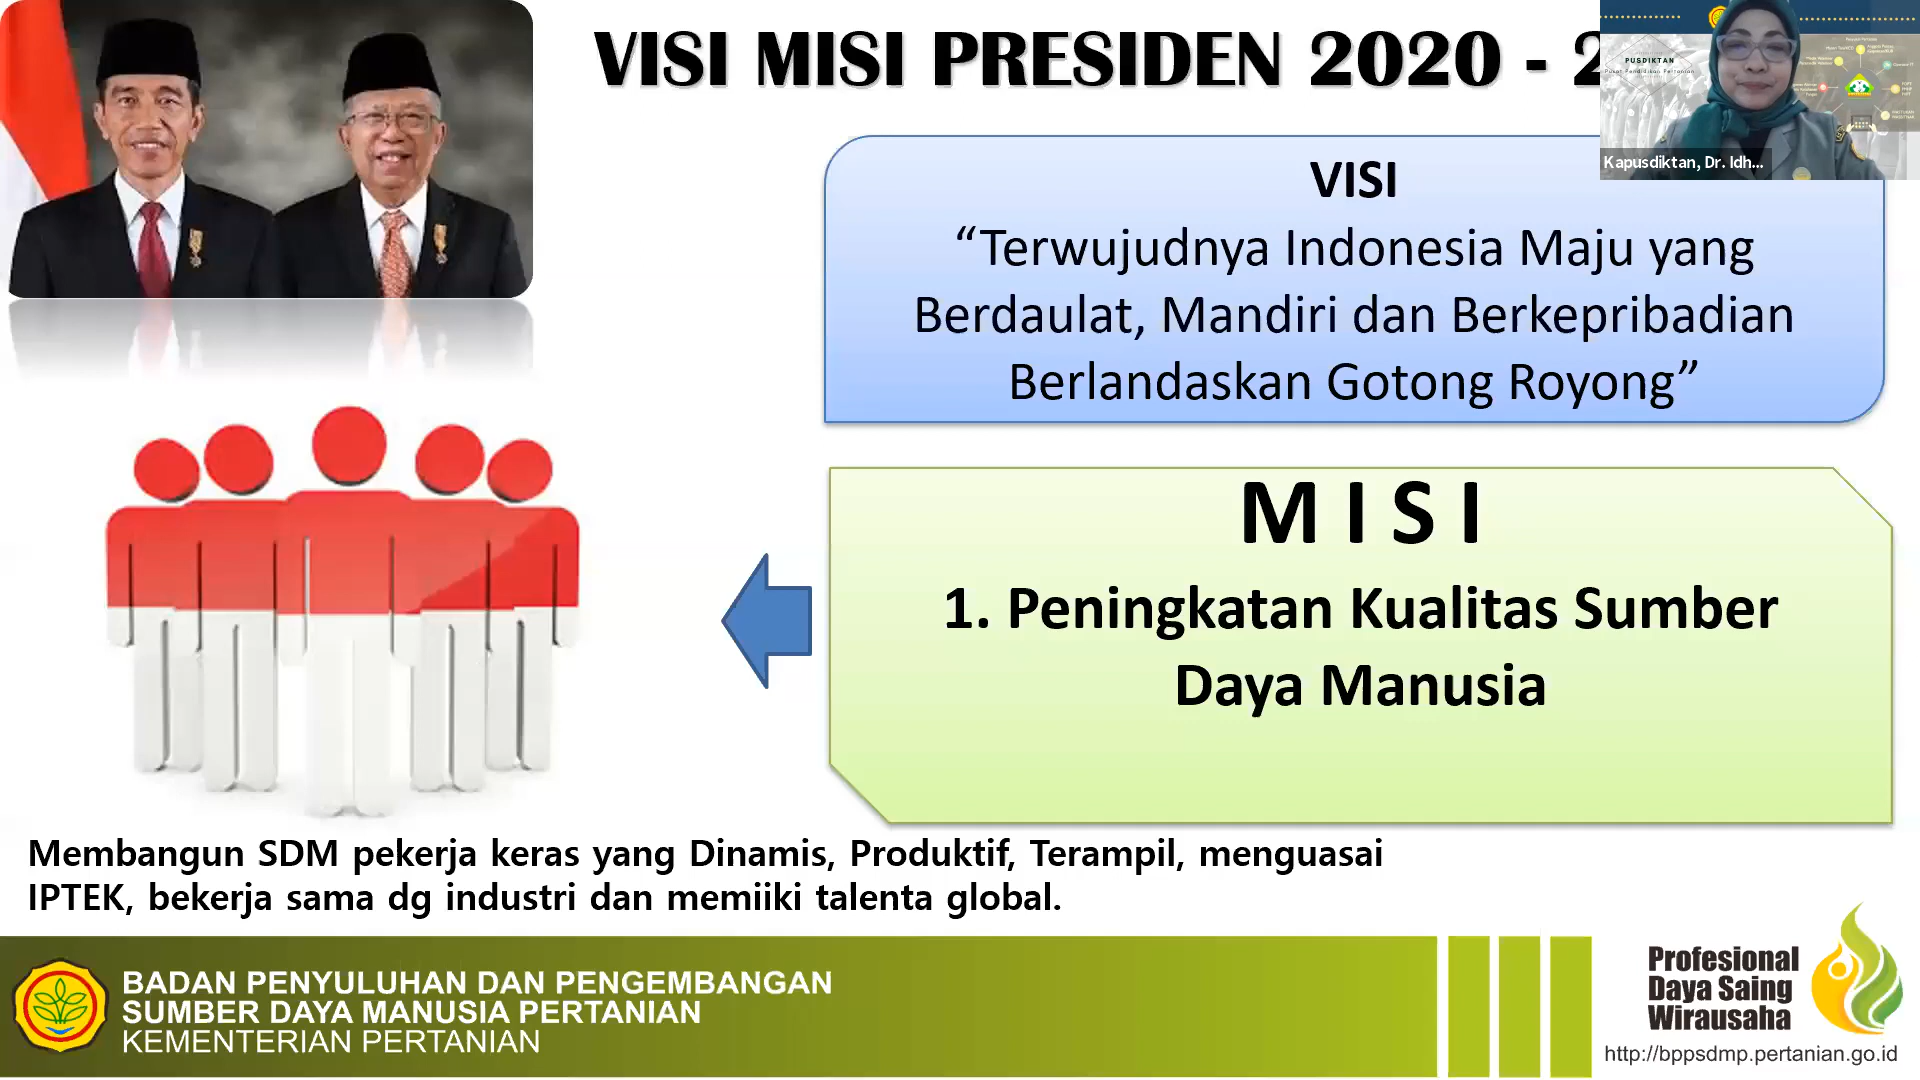 VISI MISI PRESIDEN 2020 - 2
PUSDIKTAN
Pusat Pendidikan Pertanian
Kapusdiktan, Dr. Idh...
VISI
“Terwujudnya Indonesia Maju yang
Berdaulat, Mandiri dan Berkepribadian
Berlandaskan Gotong Royong”
M I S I
1. Peningkatan Kualitas Sumber
Daya Manusia
Membangun SDM pekerja keras yang Dinamis, Produktif, Terampil, menguasai
IPTEK, bekerja sama dg industri dan memiiki talenta global.
BADAN PENYULUHAN DAN PENGEMBANGAN
SUMBER DAYA MANUSIA PERTANIAN
KEMENTERIAN PERTANIAN
Profesional
Daya Saing
Wirausaha
http://bppsdmp.pertanian.go.id